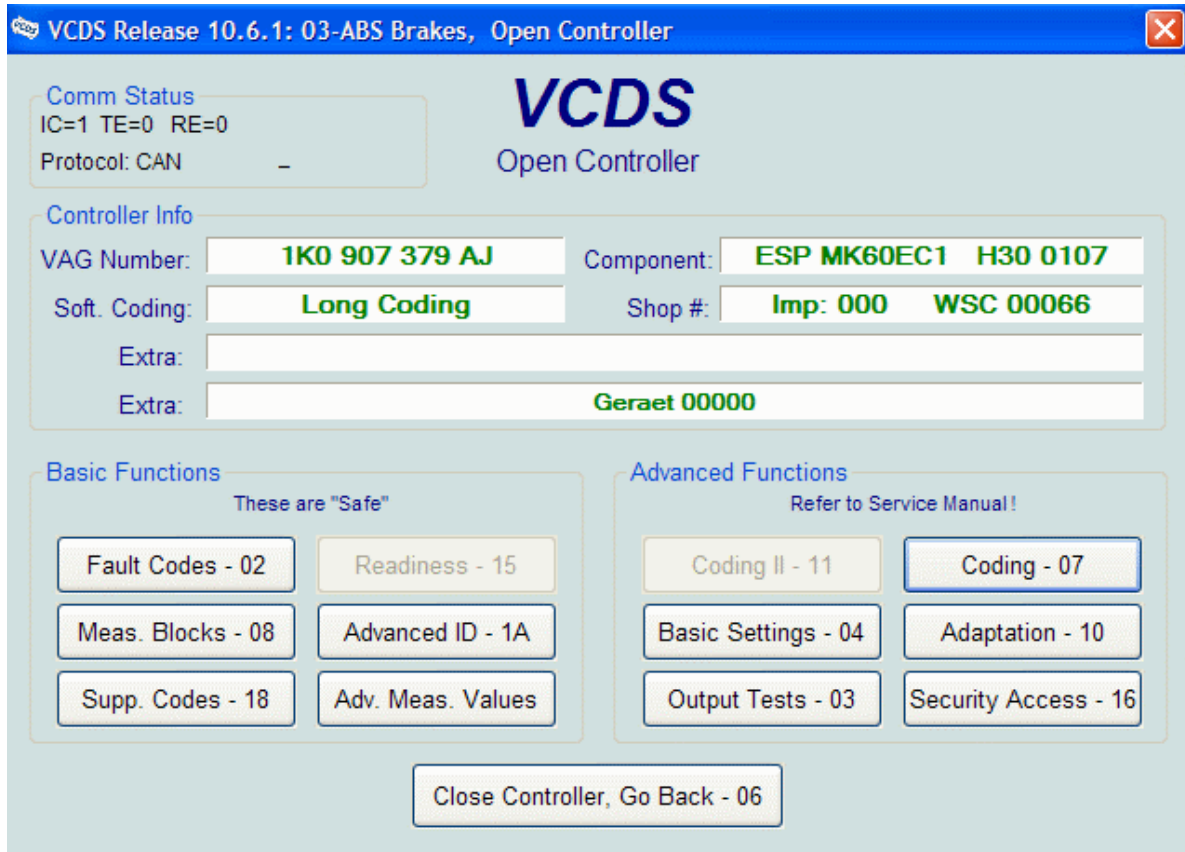 VCDS Release 10.6.1: 03-ABS Brakes, Open Controller
Comm Status
IC=1 TE=0 RE=0
Protocol: CAN –
VCDS
Open Controller
Controller Info
VAG Number: 1K0 907 379 AJ Component: ESP MK60EC1 H30 0107
Soft. Coding: Long Coding Shop #: Imp: 000 WSC 00066
Extra:
Extra: Geraet 00000
Basic Functions
These are "Safe"
Fault Codes - 02 Readiness - 15
Meas. Blocks - 08 Advanced ID - 1A
Supp. Codes - 18 Adv. Meas. Values
Advanced Functions
Refer to Service Manual!
Coding II - 11 Coding - 07
Basic Settings - 04 Adaptation - 10
Output Tests - 03 Security Access - 16
Close Controller, Go Back - 06